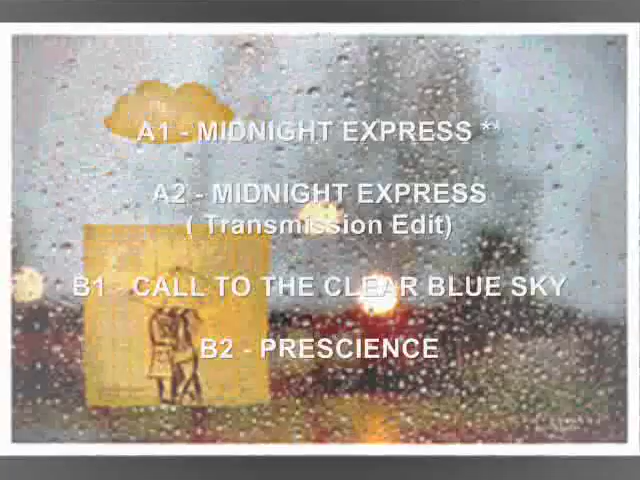 A1 - MIDNIGHT EXPRESS **
A2 - MIDNIGHT EXPRESS
( Transmission Edit)
B1 - CALL TO THE CLEAR BLUE SKY
B2 - PRESCIENCE